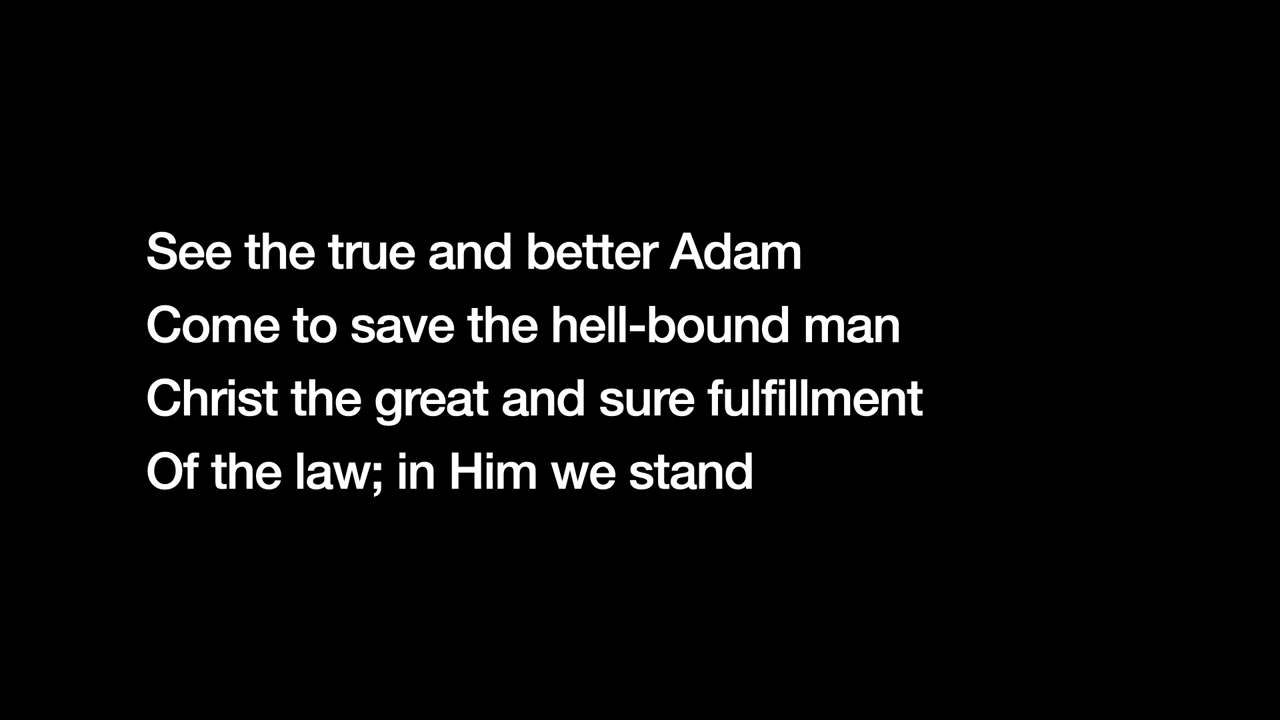 See the true and better Adam
Come to save the hell-bound man
Christ the great and sure fulfillment
Of the law; in Him we stand